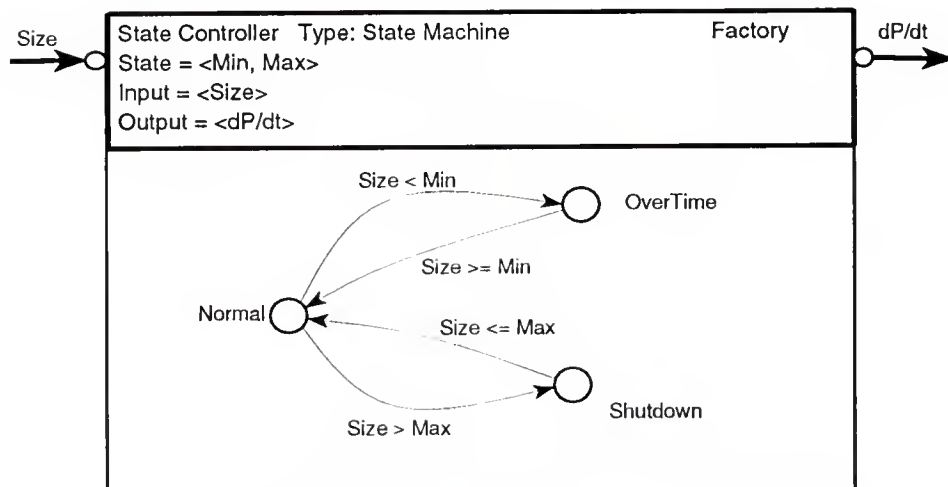 Size
State Controller Type: State Machine Factory
dP/dt
State = <Min, Max>
Input = <Size>
Output = <dP/dt>
Size < Min
OverTime
Size >= Min
Normal
Size <= Max
Shutdown
Size > Max